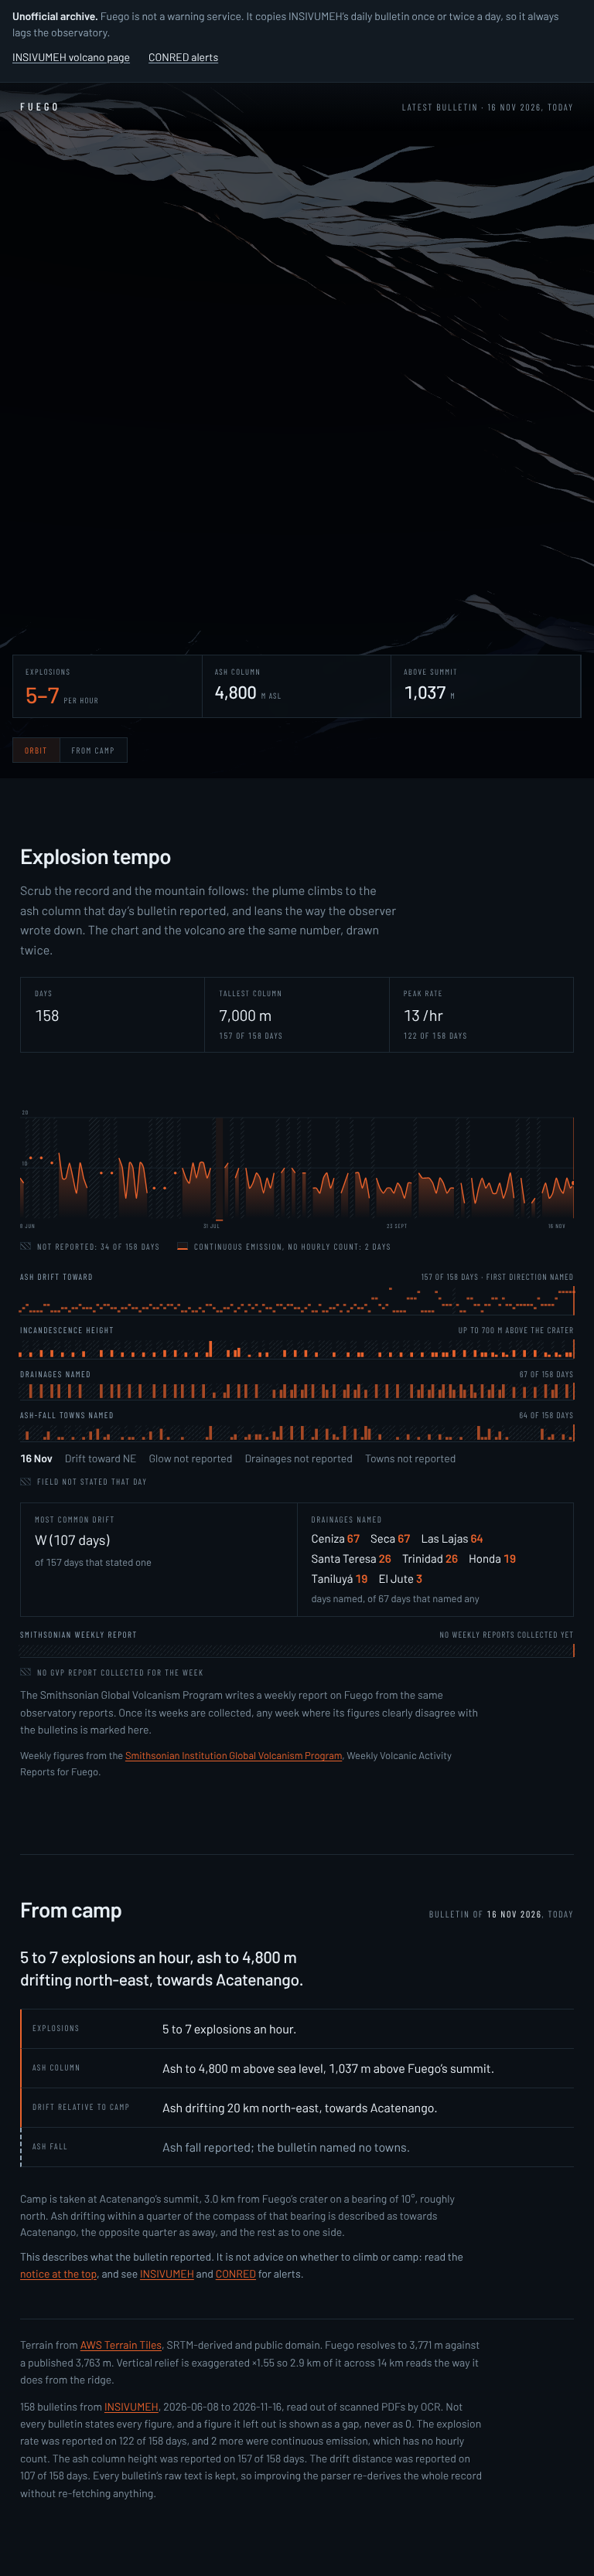 Unofficial archive. Fuego is not a warning service. It copies INSIVUMEH's daily bulletin once or twice a day, so it always
lags the observatory.
INSIVUMEH volcano page CONRED alerts
FUEGO
LATEST BULLETIN · 16 NOV 2026, TODAY
EXPLOSIONS
5–7 PER HOUR
ASH COLUMN
4,800 M ASL
ABOVE SUMMIT
1,037 M
ORBIT
FROM CAMP
Explosion tempo
Scrub the record and the mountain follows: the plume climbs to the
ash column that day's bulletin reported, and leans the way the observer
wrote down. The chart and the volcano are the same number, drawn
twice.
DAYS
158
TALLEST COLUMN
7,000 m
157 OF 158 DAYS
PEAK RATE
13 /hr
122 OF 158 DAYS
20
10
8 JUN
31 JUL
23 SEPT
16 NOV
NOT REPORTED: 34 OF 158 DAYS
CONTINUOUS EMISSION, NO HOURLY COUNT: 2 DAYS
ASH DRIFT TOWARD
157 OF 158 DAYS · FIRST DIRECTION NAMED
INCANDESCENCE HEIGHT
UP TO 700 M ABOVE THE CRATER
DRAINAGES NAMED
67 OF 158 DAYS
ASH-FALL TOWNS NAMED
64 OF 158 DAYS
16 Nov Drift toward NE Glow not reported Drainages not reported Towns not reported
FIELD NOT STATED THAT DAY
MOST COMMON DRIFT
W (107 days)
of 157 days that stated one
DRAINAGES NAMED
Ceniza 67 Seca 67 Las Lajas 64
Santa Teresa 26 Trinidad 26 Honda 19
Taniluyá 19 El Jute 3
days named, of 67 days that named any
SMITHSONIAN WEEKLY REPORT
NO WEEKLY REPORTS COLLECTED YET
NO GVP REPORT COLLECTED FOR THE WEEK
The Smithsonian Global Volcanism Program writes a weekly report on Fuego from the same
observatory reports. Once its weeks are collected, any week where its figures clearly disagree with
the bulletins is marked here.
Weekly figures from the Smithsonian Institution Global Volcanism Program, Weekly Volcanic Activity
Reports for Fuego.
From camp
BULLETIN OF 16 NOV 2026, TODAY
5 to 7 explosions an hour, ash to 4,800 m
drifting north-east, towards Acatenango.
EXPLOSIONS
5 to 7 explosions an hour.
ASH COLUMN
Ash to 4,800 m above sea level, 1,037 m above Fuego's summit.
DRIFT RELATIVE TO CAMP
Ash drifting 20 km north-east, towards Acatenango.
ASH FALL
Ash fall reported; the bulletin named no towns.
Camp is taken at Acatenango's summit, 3.0 km from Fuego's crater on a bearing of 10°, roughly
north. Ash drifting within a quarter of the compass of that bearing is described as towards
Acatenango, the opposite quarter as away, and the rest as to one side.
This describes what the bulletin reported. It is not advice on whether to climb or camp: read the
notice at the top, and see INSIVUMEH and CONRED for alerts.
Terrain from AWS Terrain Tiles, SRTM-derived and public domain. Fuego resolves to 3,771 m against
a published 3,763 m. Vertical relief is exaggerated ×1.55 so 2.9 km of it across 14 km reads the way it
does from the ridge.
158 bulletins from INSIVUMEH, 2026-06-08 to 2026-11-16, read out of scanned PDFs by OCR. Not
every bulletin states every figure, and a figure it left out is shown as a gap, never as 0. The explosion
rate was reported on 122 of 158 days, and 2 more were continuous emission, which has no hourly
count. The ash column height was reported on 157 of 158 days. The drift distance was reported on
107 of 158 days. Every bulletin's raw text is kept, so improving the parser re-derives the whole record
without re-fetching anything.